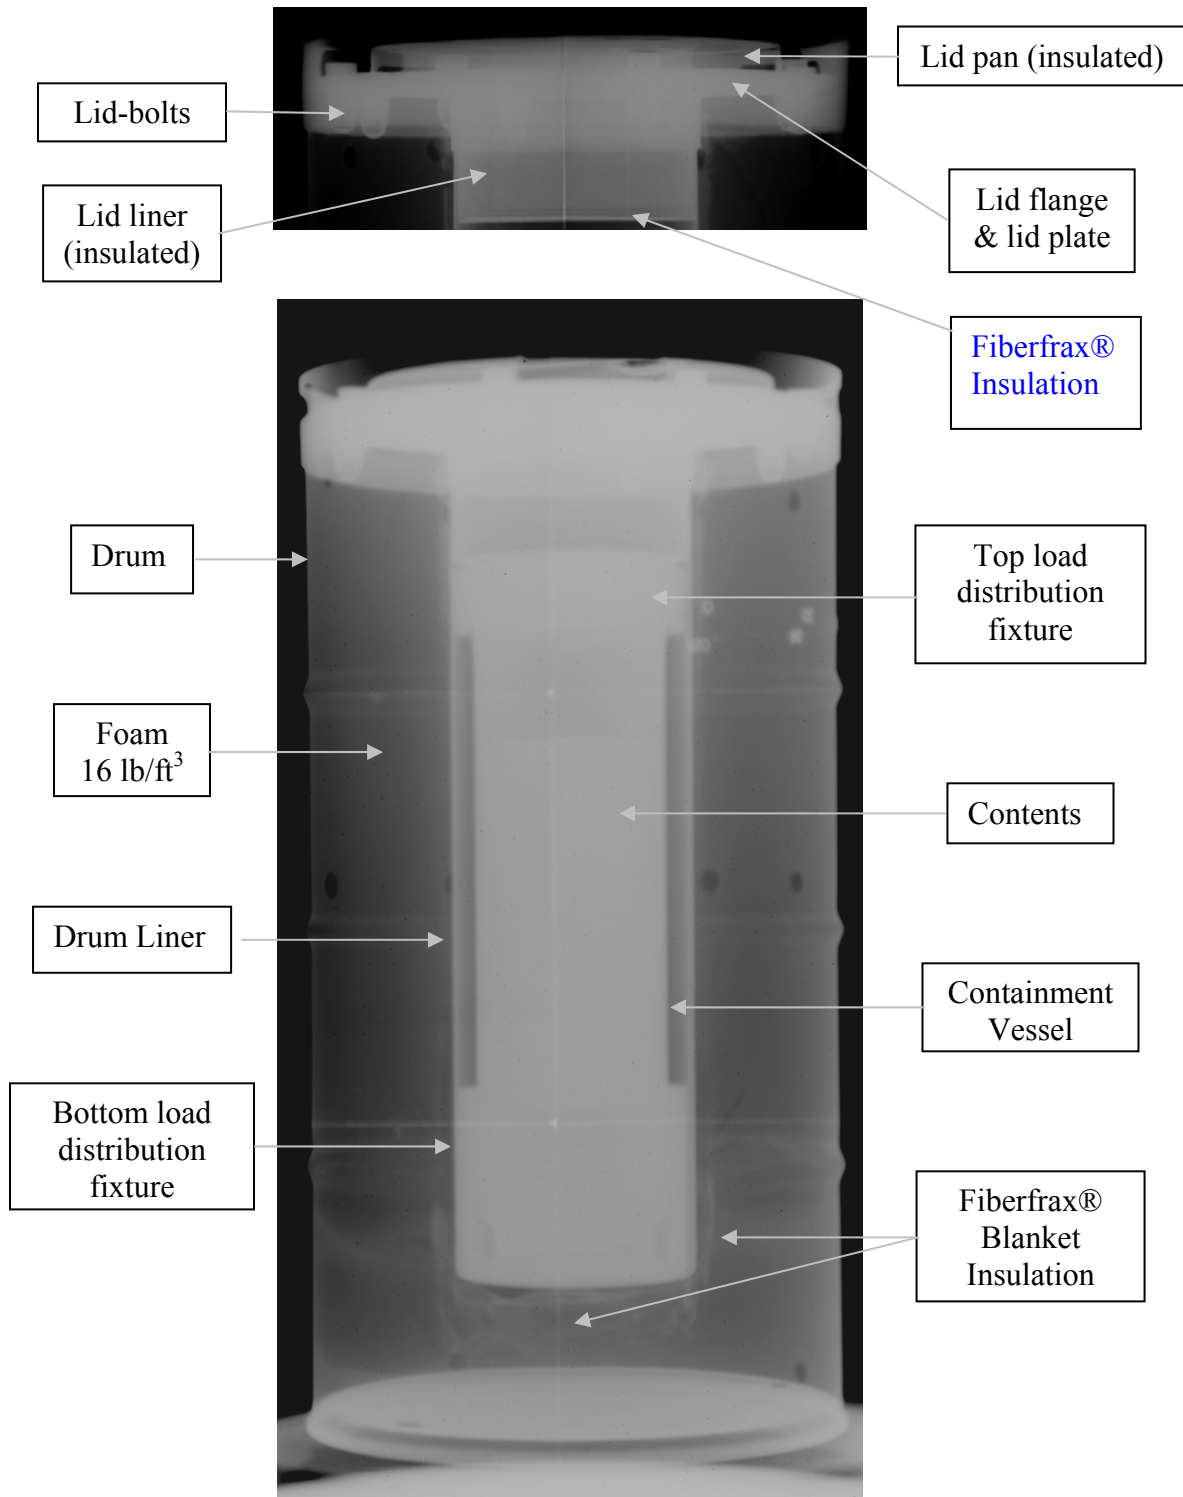 Lid pan (insulated)
Lid-bolts
Lid liner
(insulated)
Lid flange
& lid plate
Fiberfrax®
Insulation
Drum
Top load
distribution
fixture
Foam
16 lb/ft³
Contents
Drum Liner
Containment
Vessel
Bottom load
distribution
fixture
Fiberfrax®
Blanket
Insulation